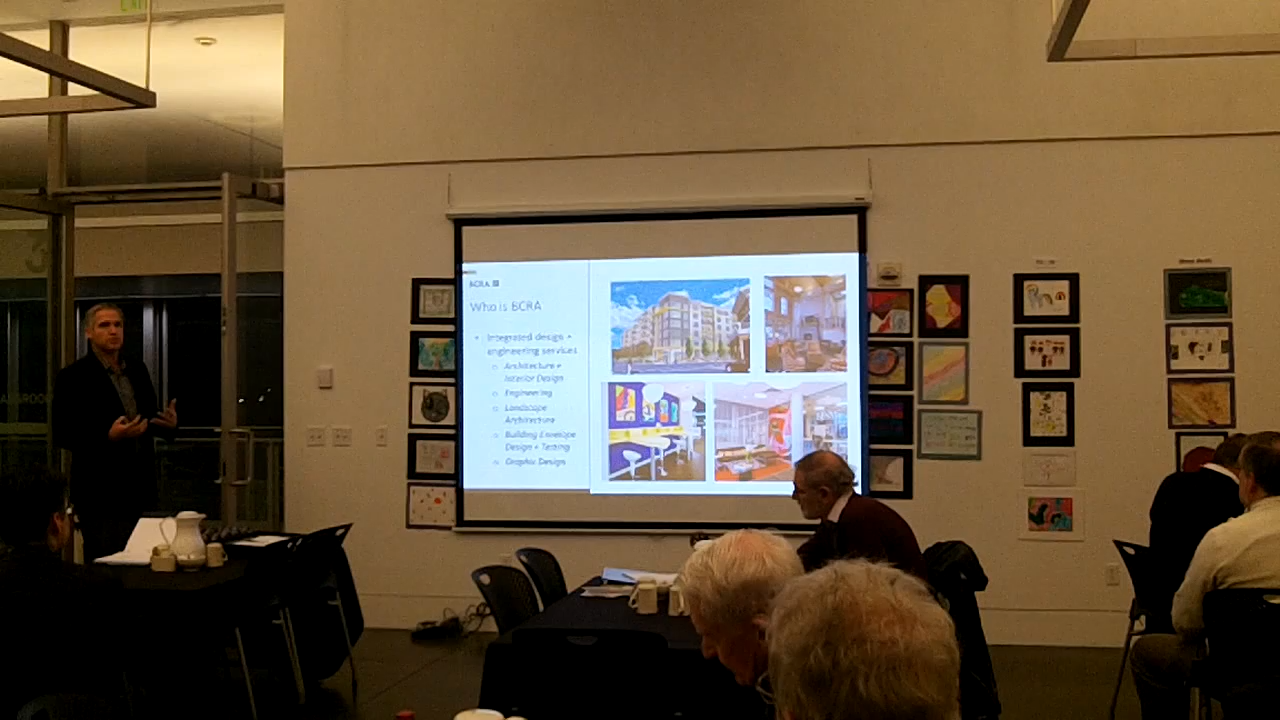 BCRA
Who is BCRA
Integrated design +
engineering services
Architecture +
Interior Design
Engineering
Landscape
Architecture
Building Envelope
Design + Testing
Graphic Design
3